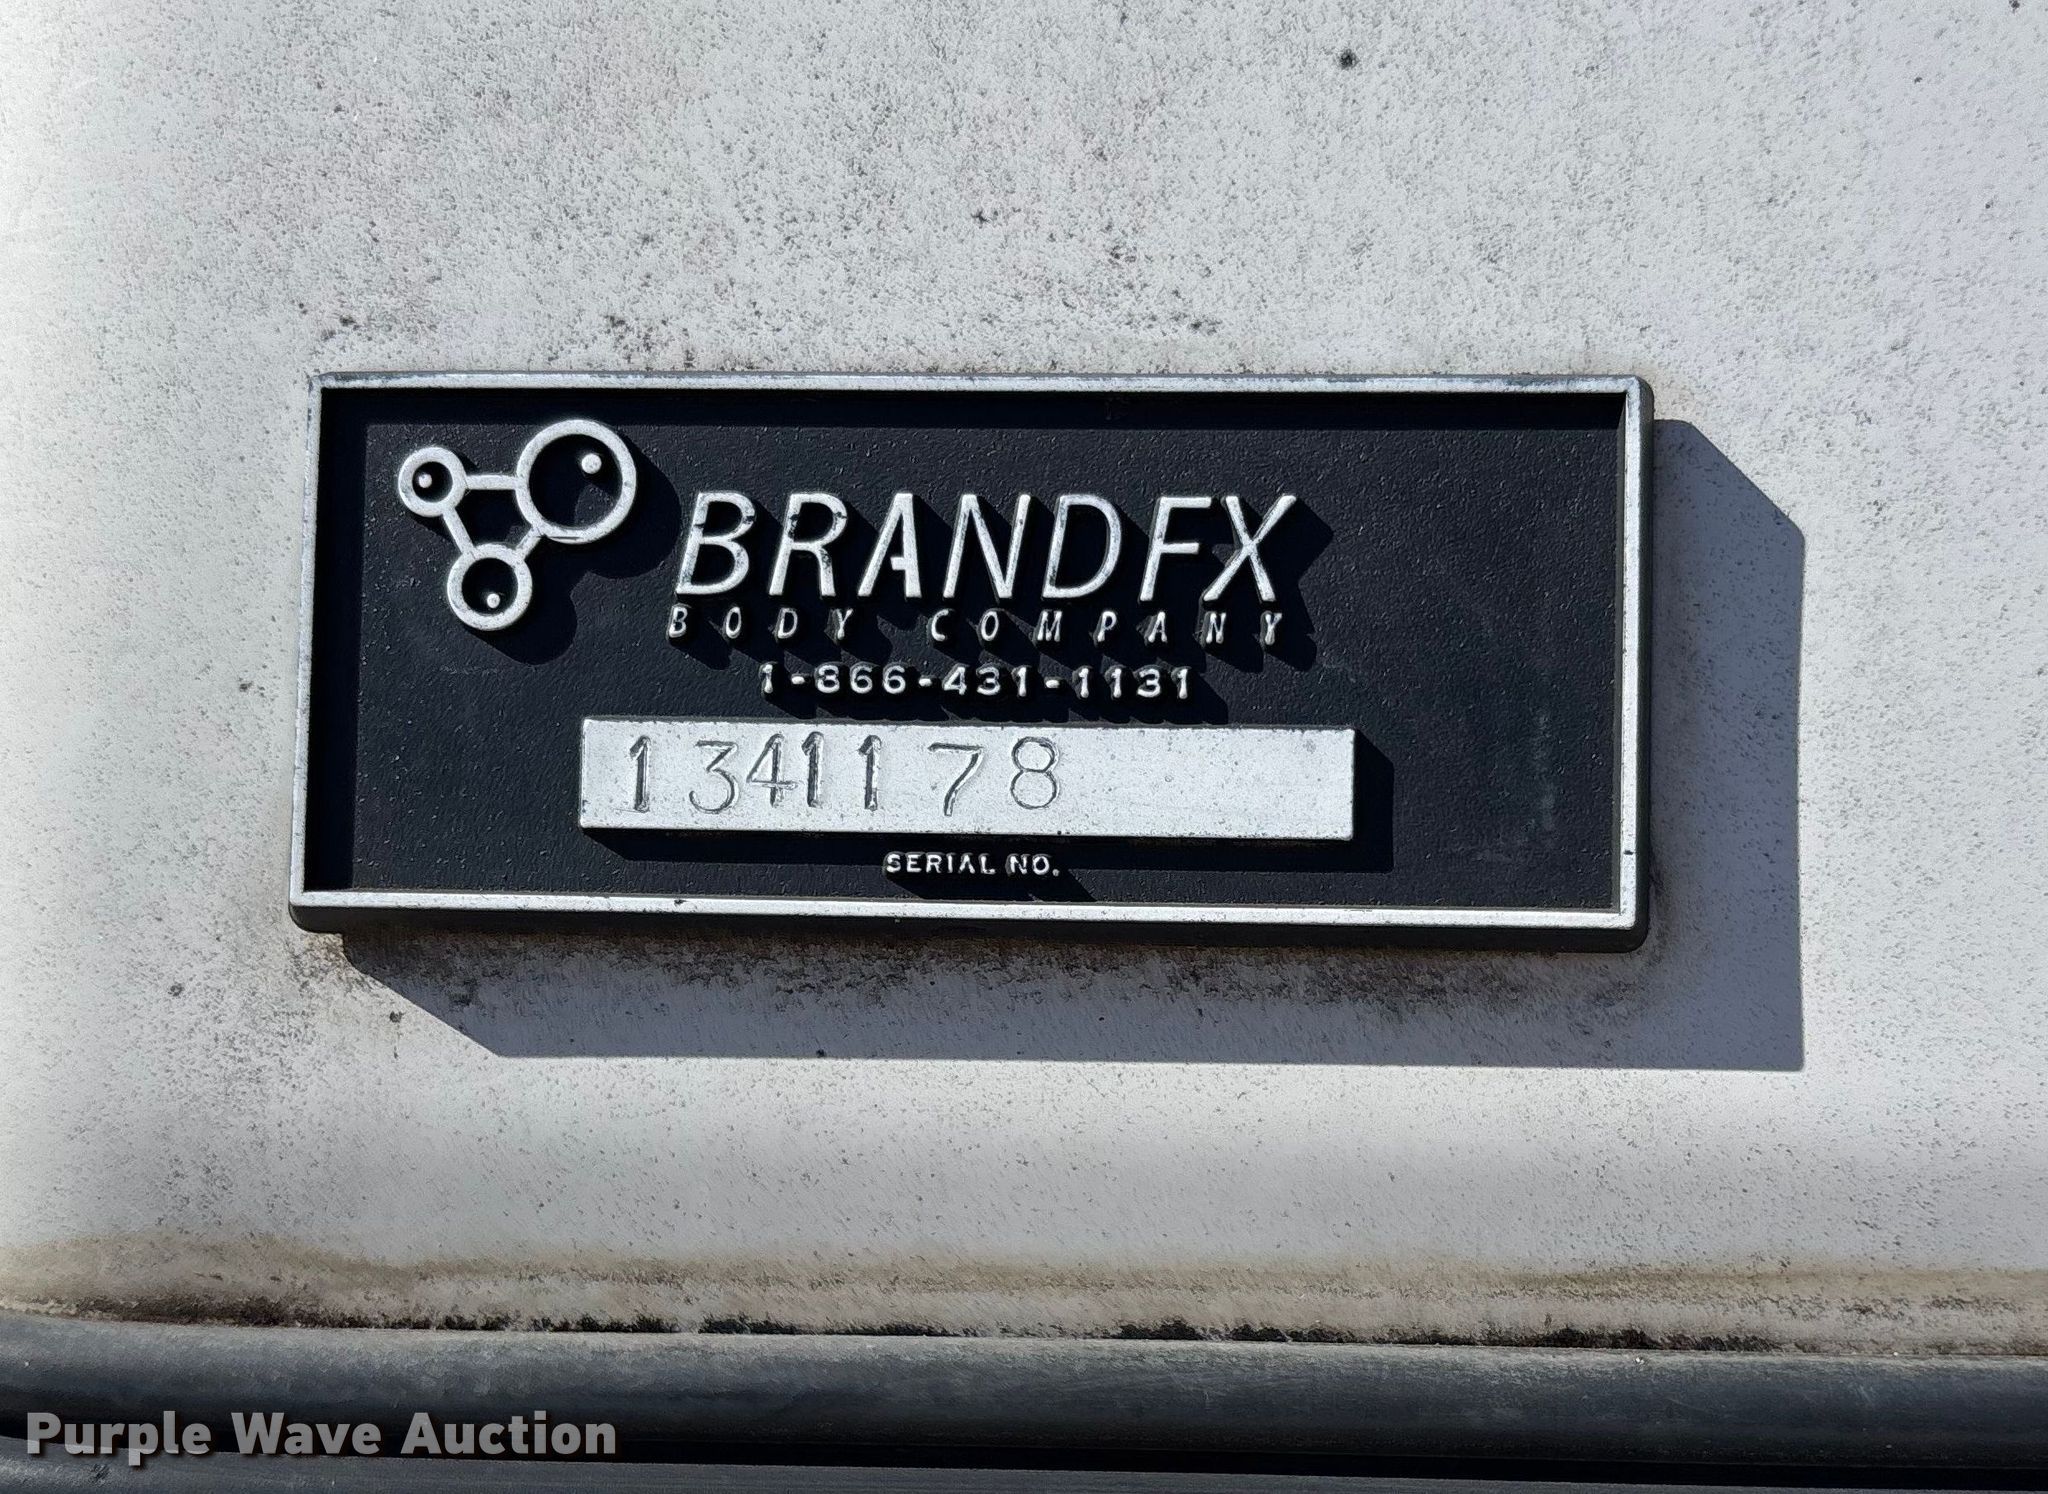 BRANDFX
BODY COMPANY
1-866-431-1131
1341178
SERIAL NO.
Purple Wave Auction